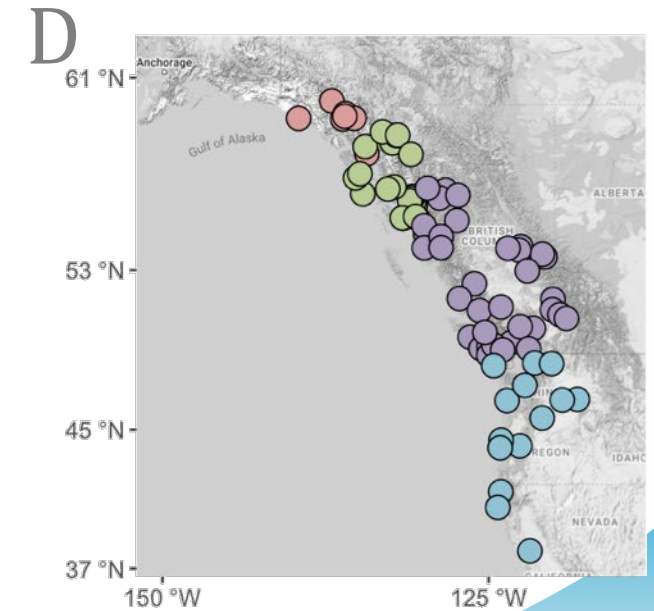 D
Anchorage
61 °N
Gulf of Alaska
ALBERTA
BRITISH
COLUM
53 °N
45 °N
REGON
IDAHO
NEVADA
37 °N
150 °W
125 °W